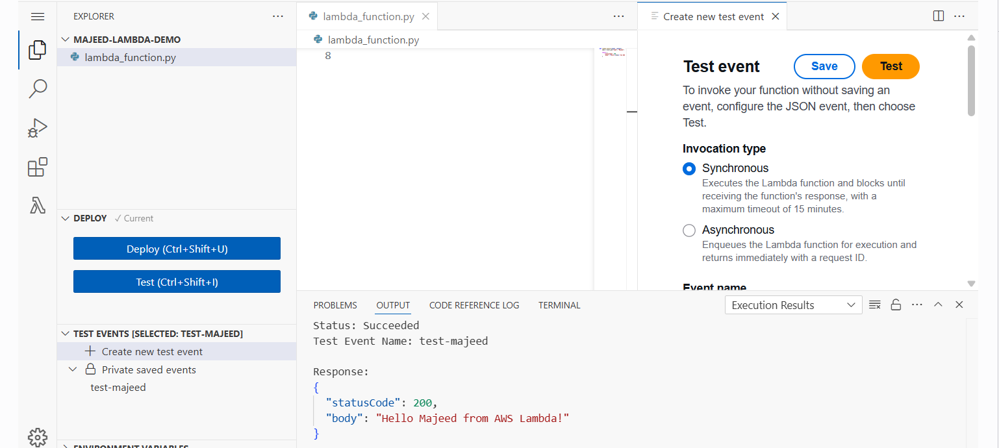 EXPLORER
MAJEED-LAMBDA-DEMO
lambda_function.py
DEPLOY ✓ Current
Deploy (Ctrl+Shift+U)
Test (Ctrl+Shift+I)
TEST EVENTS [SELECTED: TEST-MAJEED]
Create new test event
Private saved events
test-majeed
ENVIRONMENT VARIABLES
lambda_function.py
lambda_function.py
8
Create new test event
Test event
Save
Test
To invoke your function without saving an
event, configure the JSON event, then choose
Test.
Invocation type
Synchronous
Executes the Lambda function and blocks until
receiving the function's response, with a
maximum timeout of 15 minutes.
Asynchronous
Enqueues the Lambda function for execution and
returns immediately with a request ID.
Event name
PROBLEMS OUTPUT CODE REFERENCE LOG TERMINAL
Execution Results
Status: Succeeded
Test Event Name: test-majeed
Response:
{
"statusCode": 200,
"body": "Hello Majeed from AWS Lambda!"
}